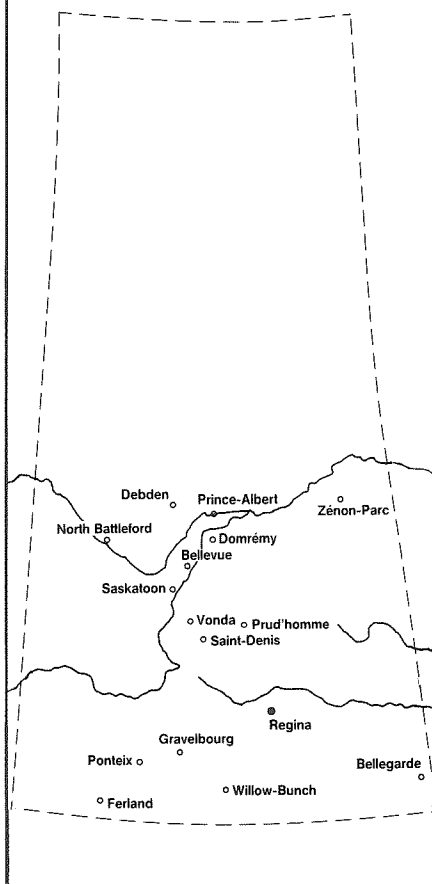 Debden
Prince-Albert
Zénon-Parc
North Battleford
Domrémy
Bellevue
Saskatoon
Vonda
Prud'homme
Saint-Denis
Regina
Gravelbourg
Ponteix
Bellegarde
Willow-Bunch
Ferland